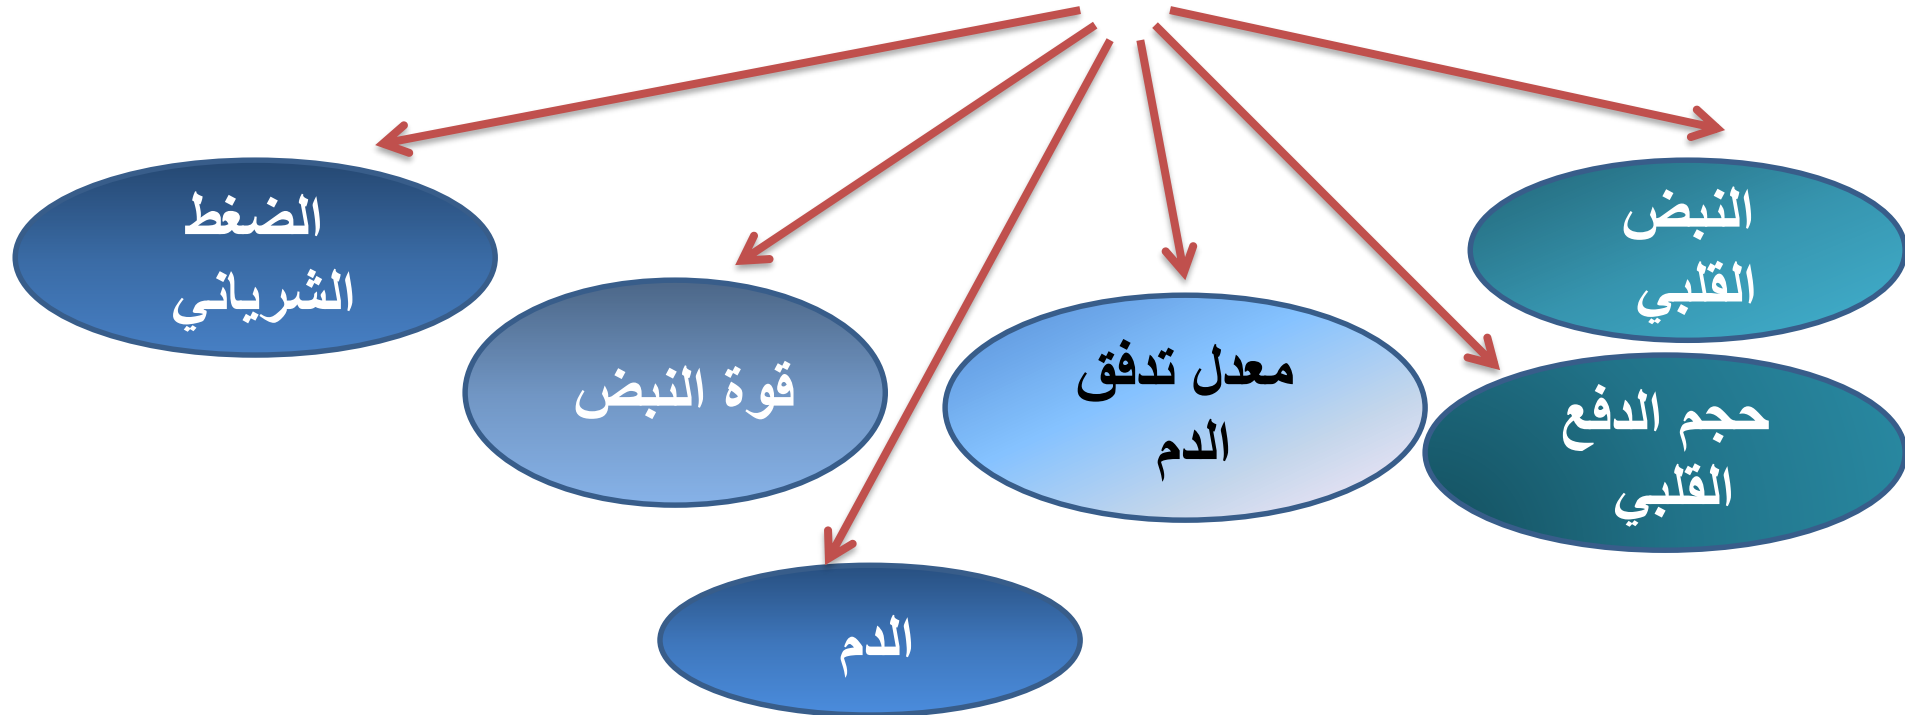 النبض
القلبي
حجم الدفع
القلبي
معدل تدفق
الدم
قوة النبض
الدم
الضغط
الشرياني